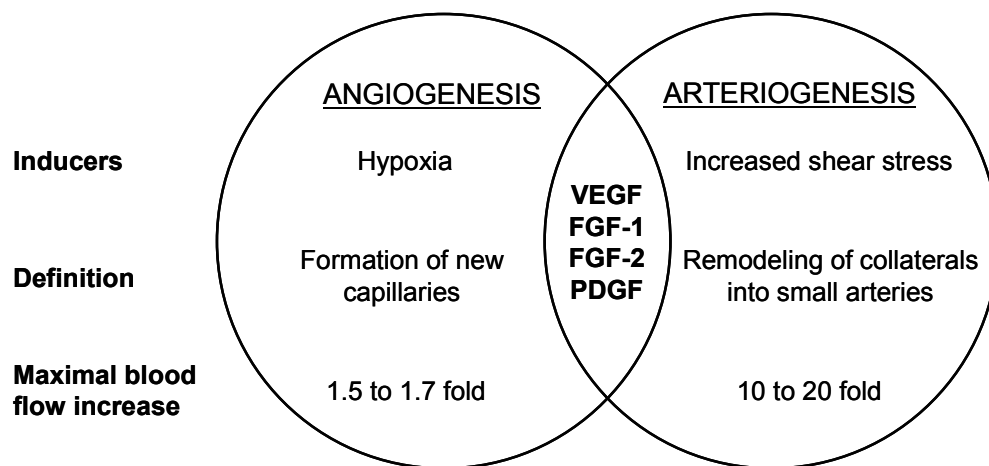 ANGIOGENESIS
ARTERIOGENESIS
Inducers
Hypoxia
Increased shear stress
VEGF
FGF-1
FGF-2
PDGF
Definition
Formation of new
capillaries
Remodeling of collaterals
into small arteries
Maximal blood
flow increase
1.5 to 1.7 fold
10 to 20 fold